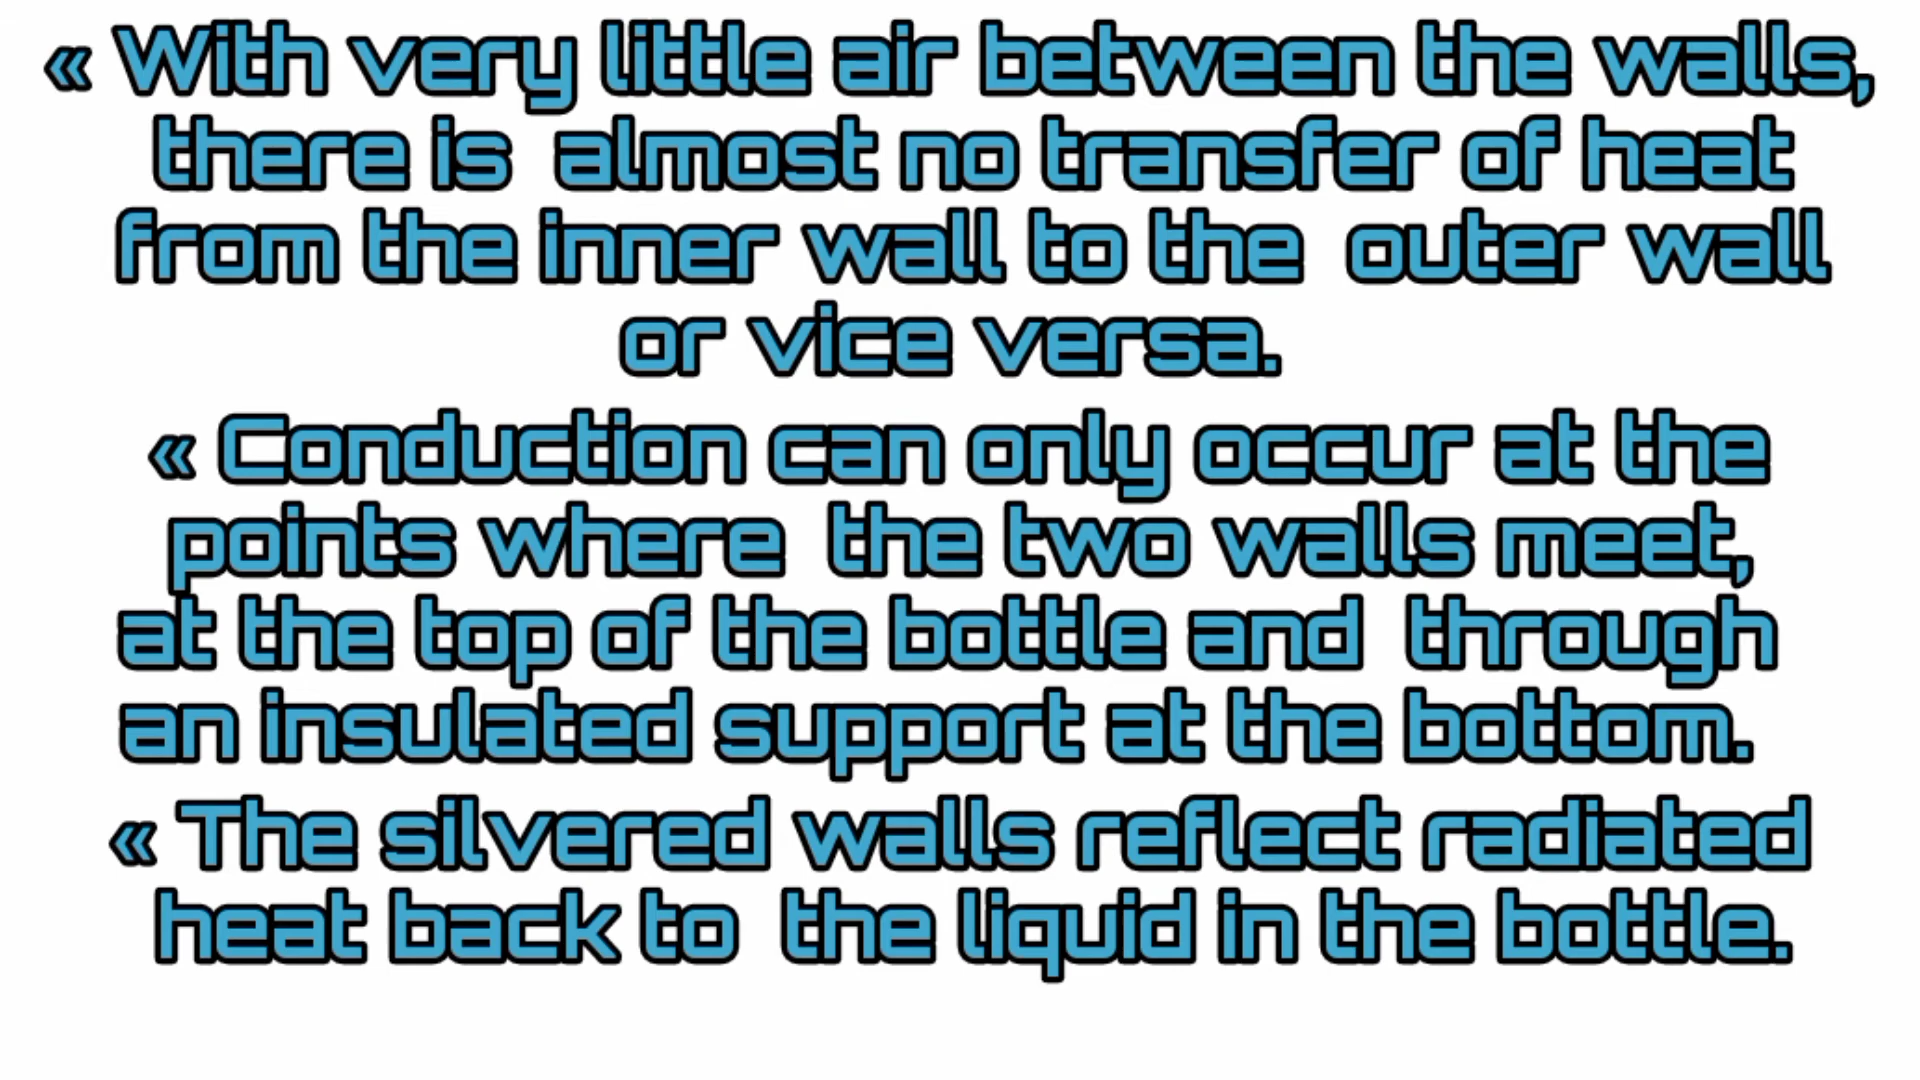 « With very little air between the walls,
there is almost no transfer of heat
from the inner wall to the outer wall
or vice versa.
« Conduction can only occur at the
points where the two walls meet,
at the top of the bottle and through
an insulated support at the bottom.
« The silvered walls reflect radiated
heat back to the liquid in the bottle.